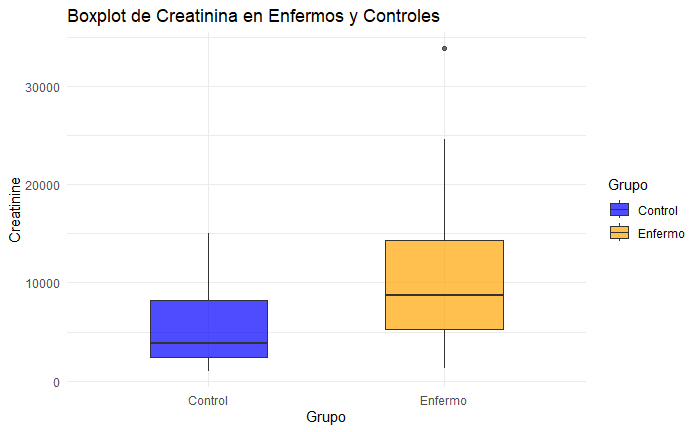 Boxplot de Creatinina en Enfermos y Controles
Creatinine
30000
20000
10000
0
Control
Enfermo
Grupo
Grupo
Control
Enfermo